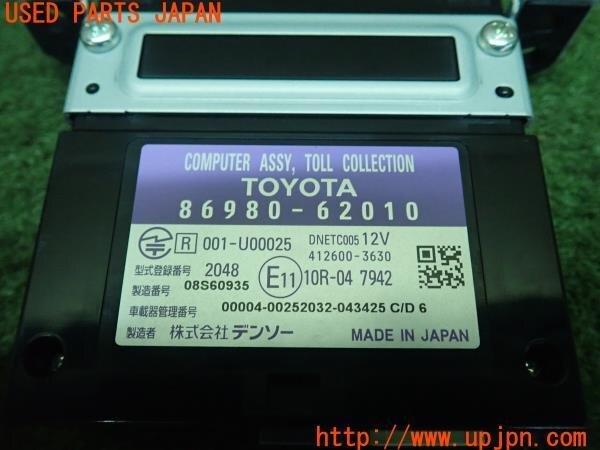 USED PARTS JAPAN
COMPUTER ASSY, TOLL COLLECTION
TOYOTA
86980-62010
R 001-U00025 DNETC005 12V
412600-3630
型式登録番号 2048
E11 10R-04 7942
製造番号 08S60935
車載器管理番号 00004-00252032-043425 C/D 6
製造者 株式会社 デンソー MADE IN JAPAN
http://www.upjpn.com